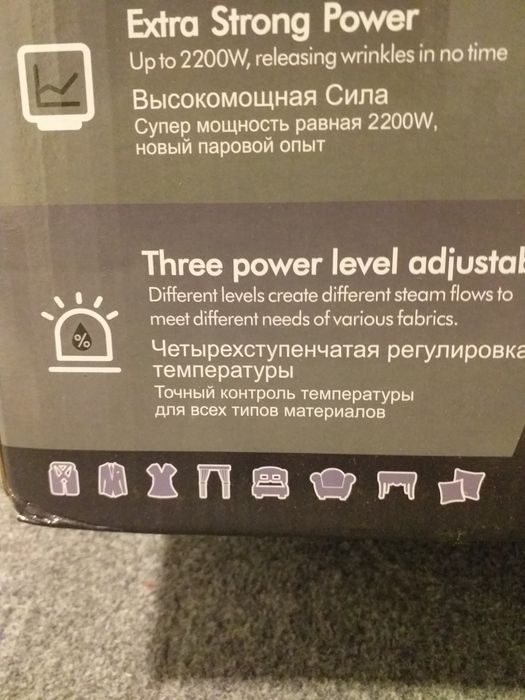 Extra Strong Power
Up to 2200W, releasing wrinkles in no time
Высокомощная Сила
Супер мощность равная 2200W,
новый паровой опыт
Three power level adjustab
Different levels create different steam flows to
meet different needs of various fabrics.
Четырехступенчатая регулировка
температуры
%
Точный контроль температуры
для всех типов материалов